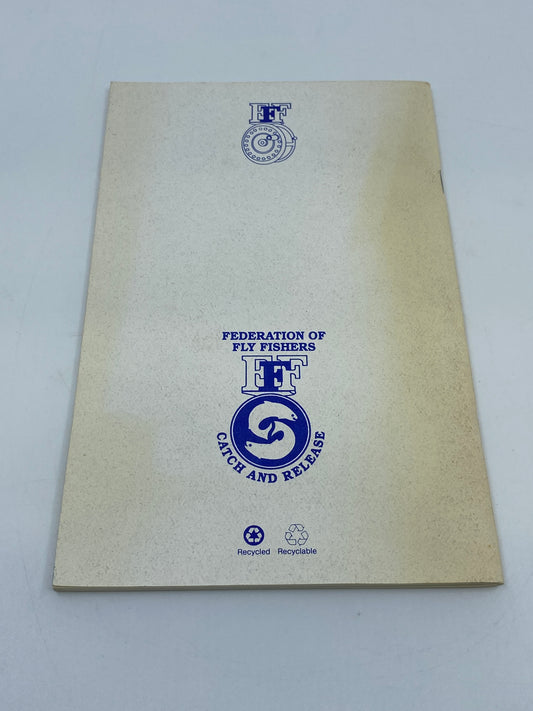 FFF
FEDERATION OF
FLY FISHERS
FFF
CATCH AND RELEASE
Recycled Recyclable